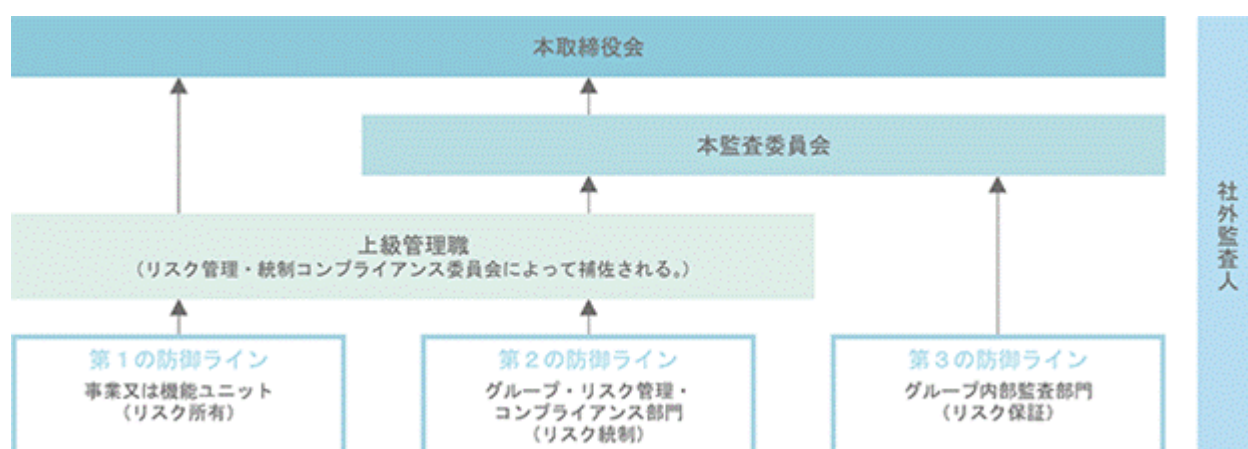 本取締役会
本監査委員会
上級管理職
（リスク管理・統制コンプライアンス委員会によって補佐される。）
第１の防御ライン
事業又は機能ユニット
（リスク所有）
第２の防御ライン
グループ・リスク管理・
コンプライアンス部門
（リスク統制）
第３の防御ライン
グループ内部監査部門
（リスク保証）
社外監査人